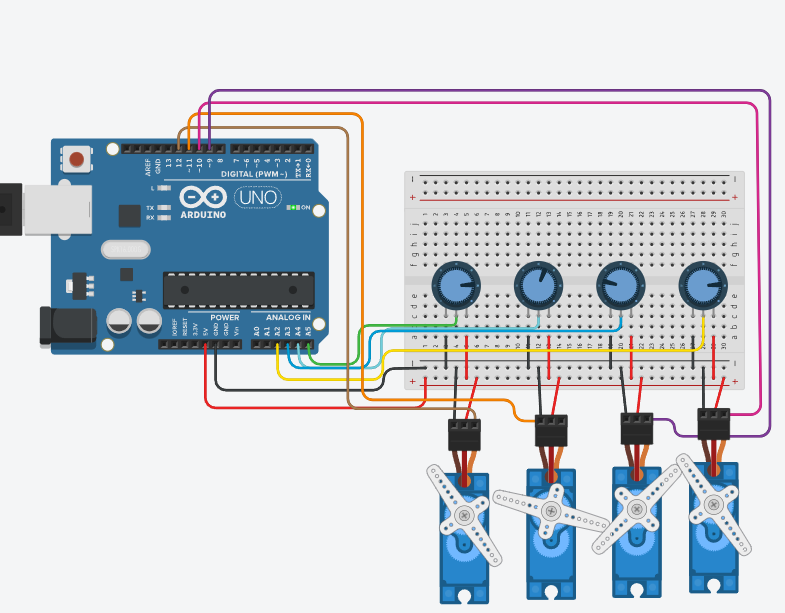 AREF
GND
13
12
~11
~10
~9
8
7
~6
~5
4
~3
2
TX→1
RX←0
DIGITAL (PWM~)
L
TX
RX
ARDUINO
UNO
ON
POWER
ANALOG IN
IOREF
RESET
3.3V
5V
GND
GND
Vin
A0
A1
A2
A3
A4
A5